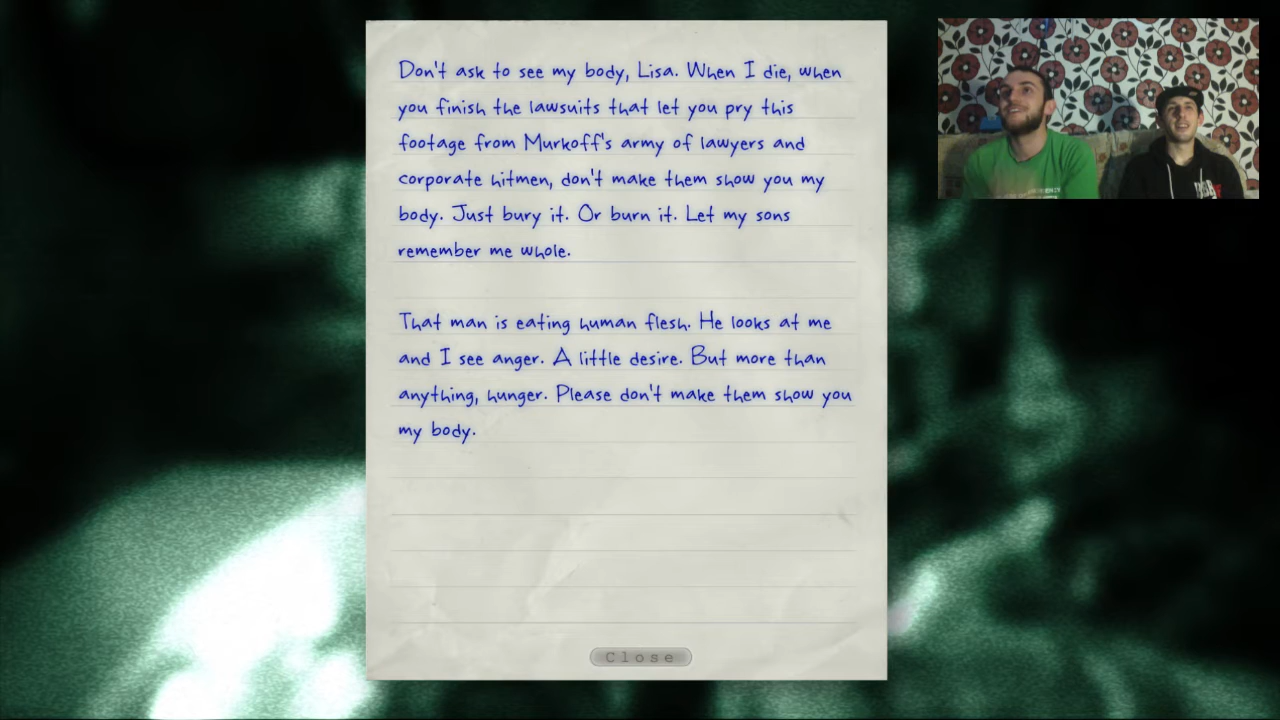 Don't ask to see my body, Lisa. When I die, when
you finish the lawsuits that let you pry this
footage from Murkoff's army of lawyers and
corporate hitmen, don't make them show you my
body. Just bury it. Or burn it. Let my sons
remember me whole.
That man is eating human flesh. He looks at me
and I see anger. A little desire. But more than
anything, hunger. Please don't make them show you
my body.
Close